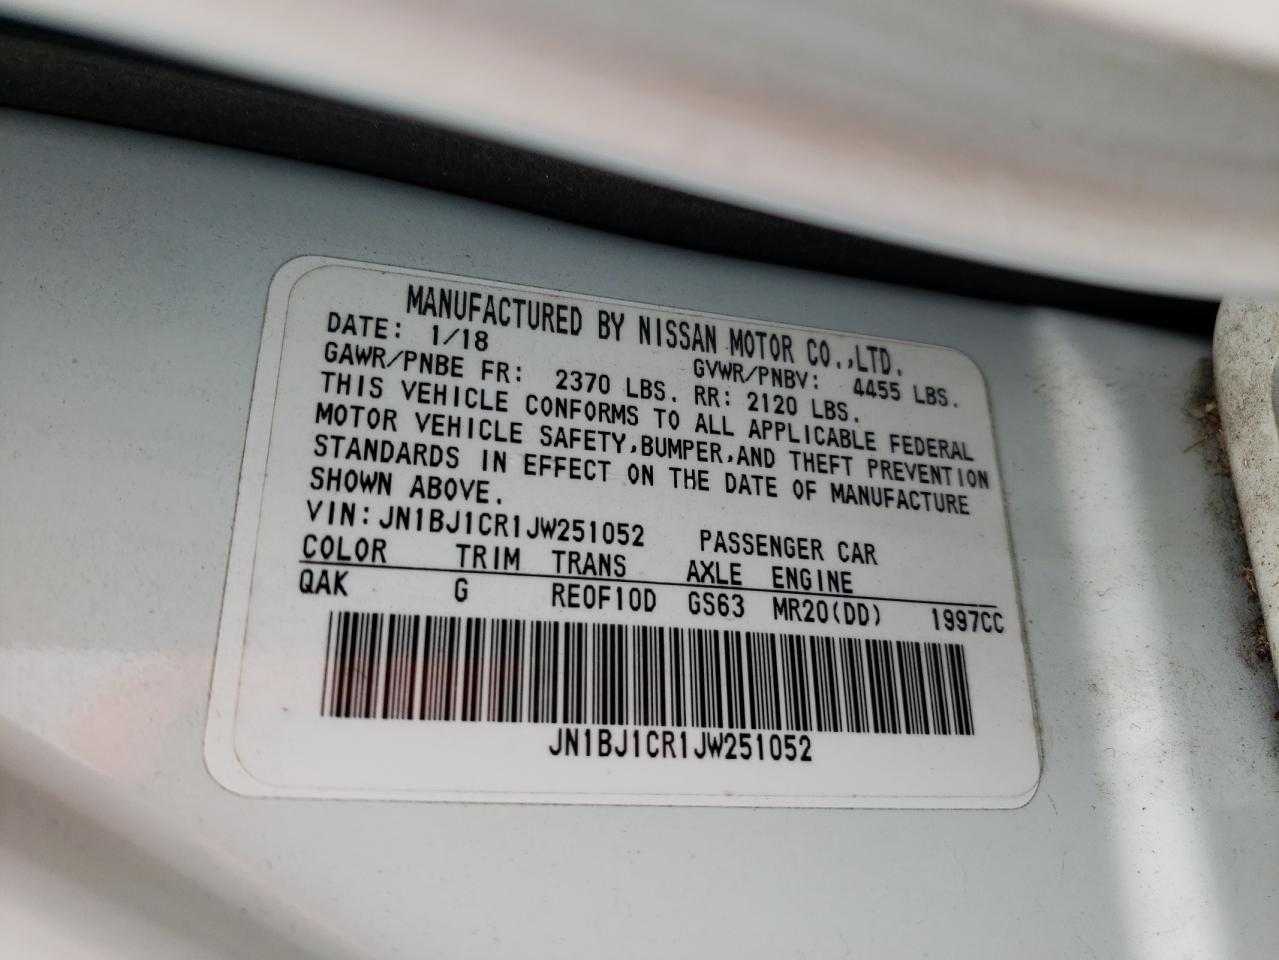 MANUFACTURED BY NISSAN MOTOR CO.,LTD.
DATE: 1/18 GVWR/PNBV: 4455 LBS.
GAWR/PNBE FR: 2370 LBS. RR: 2120 LBS.
THIS VEHICLE CONFORMS TO ALL APPLICABLE FEDERAL
MOTOR VEHICLE SAFETY,BUMPER,AND THEFT PREVENTION
STANDARDS IN EFFECT ON THE DATE OF MANUFACTURE
SHOWN ABOVE.
VIN: JN1BJ1CR1JW251052 PASSENGER CAR
COLOR TRIM TRANS AXLE ENGINE
QAK G RE0F10D GS63 MR20(DD) 1997CC
JN1BJ1CR1JW251052